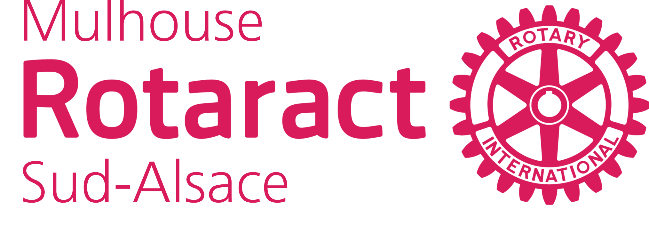 Mulhouse
Rotaract
Sud-Alsace
ROTARY
INTERNATIONAL